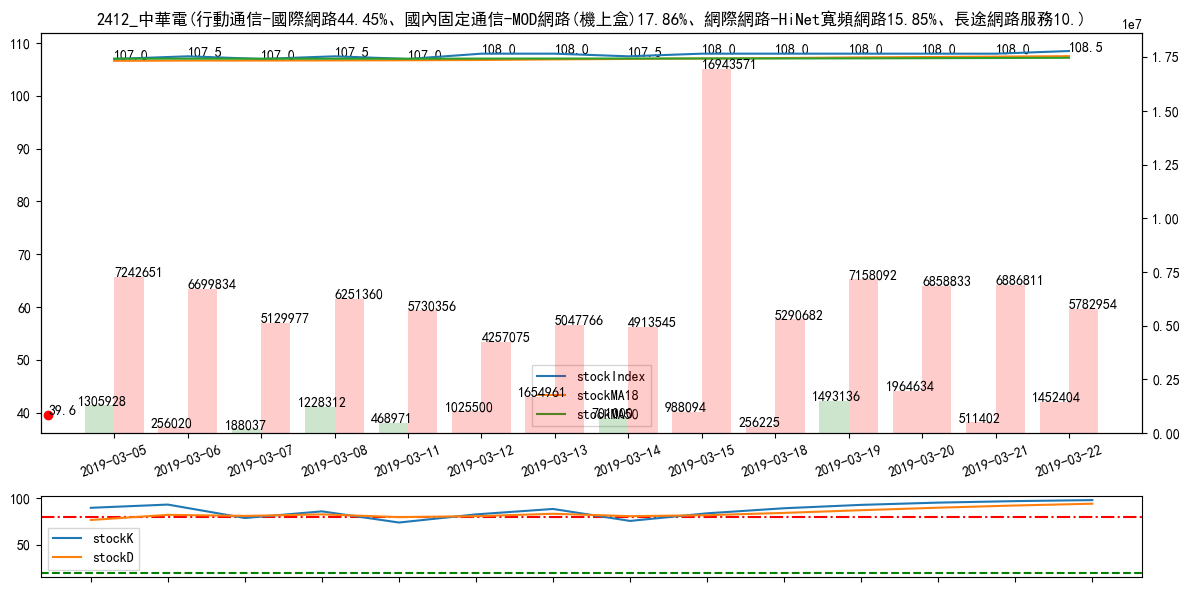 2412_中華電(行動通信-國際網路44.45%、國內固定通信-MOD網路(機上盒)17.86%、網際網路-HiNet寬頻網路15.85%、長途網路服務10.)
1e7
110
100
90
80
70
60
50
40
1.75
1.50
1.25
1.00
0.75
0.50
0.25
0.00
107.0 107.5 107.0 107.5 107.0 108.0 108.0 107.5 108.0 108.0 108.0 108.0 108.0 108.5
16943571
7242651 6699834 5129977 6251360 5730356 4257075 5047766 4913545 5290682 7158092 6858833 6886811 5782954
39.6
1305928 256020 188037 1228312 468971 1025500 1654961 988094 256225 1493136 1964634 511402 1452404
stockIndex
stockMA18
stockMA50
2019-03-05 2019-03-06 2019-03-07 2019-03-08 2019-03-11 2019-03-12 2019-03-13 2019-03-14 2019-03-15 2019-03-18 2019-03-19 2019-03-20 2019-03-21 2019-03-22
100
50
stockK
stockD